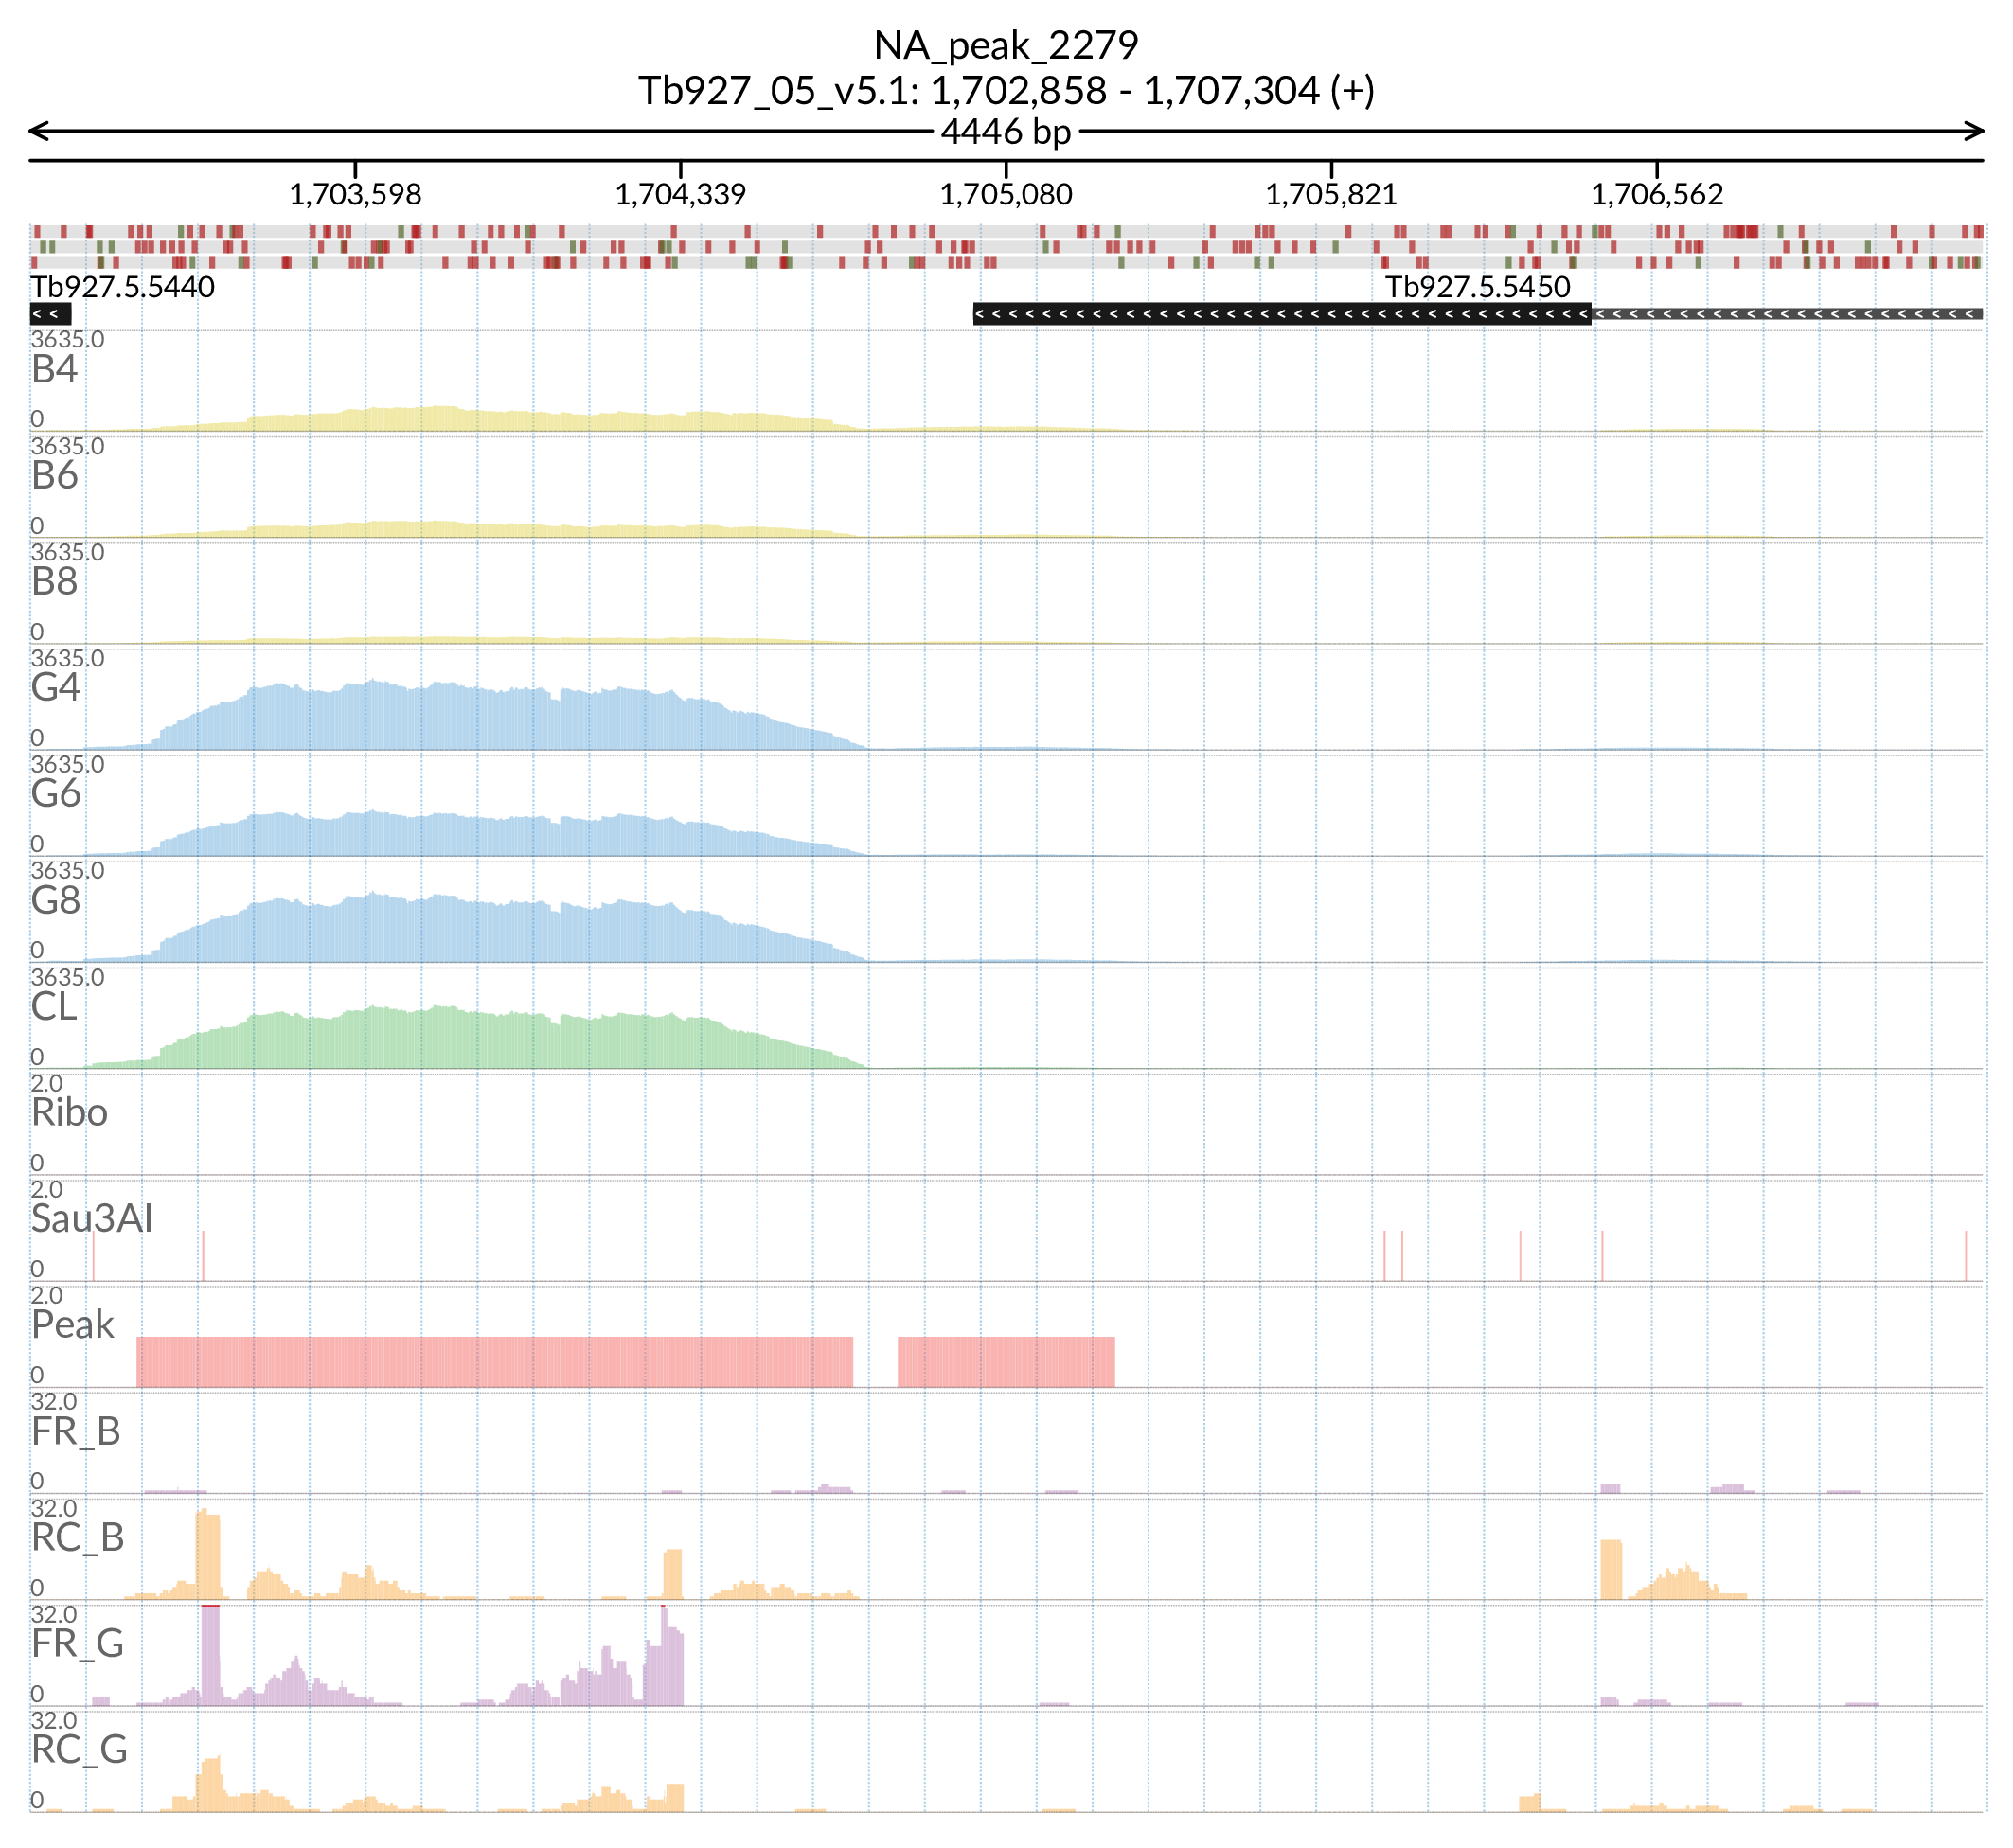 NA_peak_2279
Tb927_05_v5.1: 1,702,858 - 1,707,304 (+)
4446 bp
1,703,598 1,704,339 1,705,080 1,705,821 1,706,562
Tb927.5.5440 Tb927.5.5450
3635.0
B4
0
3635.0
B6
0
3635.0
B8
0
3635.0
G4
0
3635.0
G6
0
3635.0
G8
0
3635.0
CL
0
2.0
Ribo
0
2.0
Sau3AI
0
2.0
Peak
0
32.0
FR_B
0
32.0
RC_B
0
32.0
FR_G
0
32.0
RC_G
0